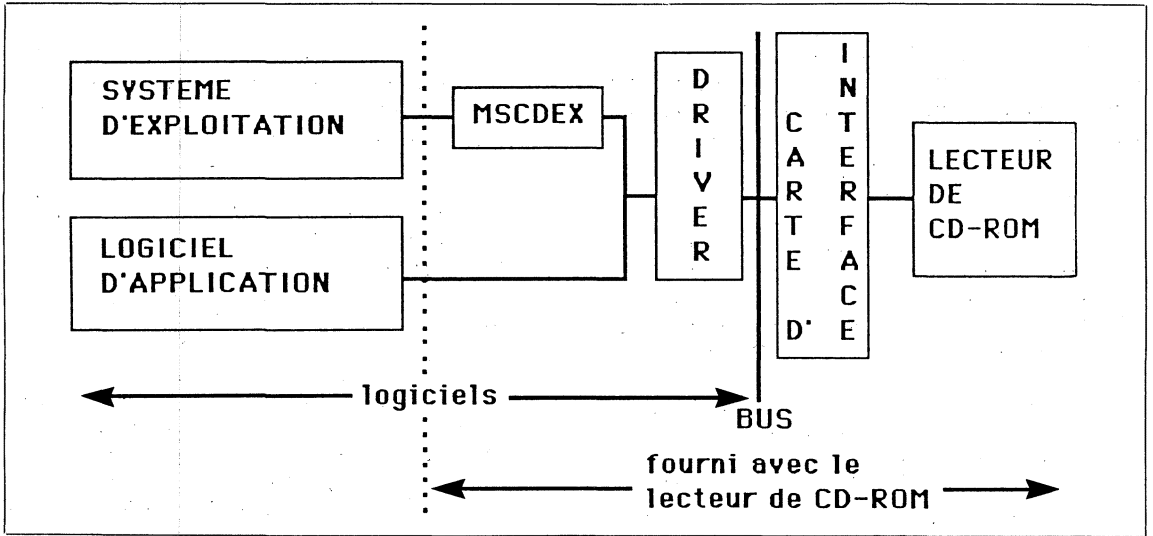 SYSTEME
D'EXPLOITATION
MSCDEX
LOGICIEL
D'APPLICATION
DRIVER
CARTE D'
INTERFACE
LECTEUR
DE
CD-ROM
logiciels
BUS
fourni avec le
lecteur de CD-ROM